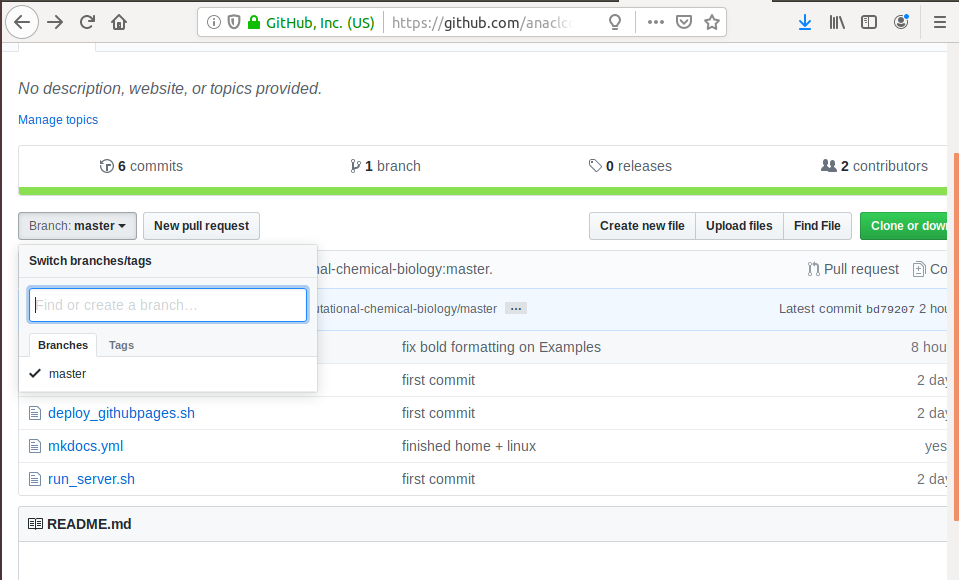 GitHub, Inc. (US) https://github.com/anaclc
No description, website, or topics provided.
Manage topics
6 commits 1 branch 0 releases 2 contributors
Branch: master New pull request Create new file Upload files Find File Clone or down
Switch branches/tags
nal-chemical-biology:master. Pull request Co
Find or create a branch…
utational-chemical-biology/master … Latest commit bd79207 2 hou
Branches Tags
fix bold formatting on Examples 8 hou
master
first commit 2 day
deploy_githubpages.sh first commit 2 day
mkdocs.yml finished home + linux yes
run_server.sh first commit 2 day
README.md